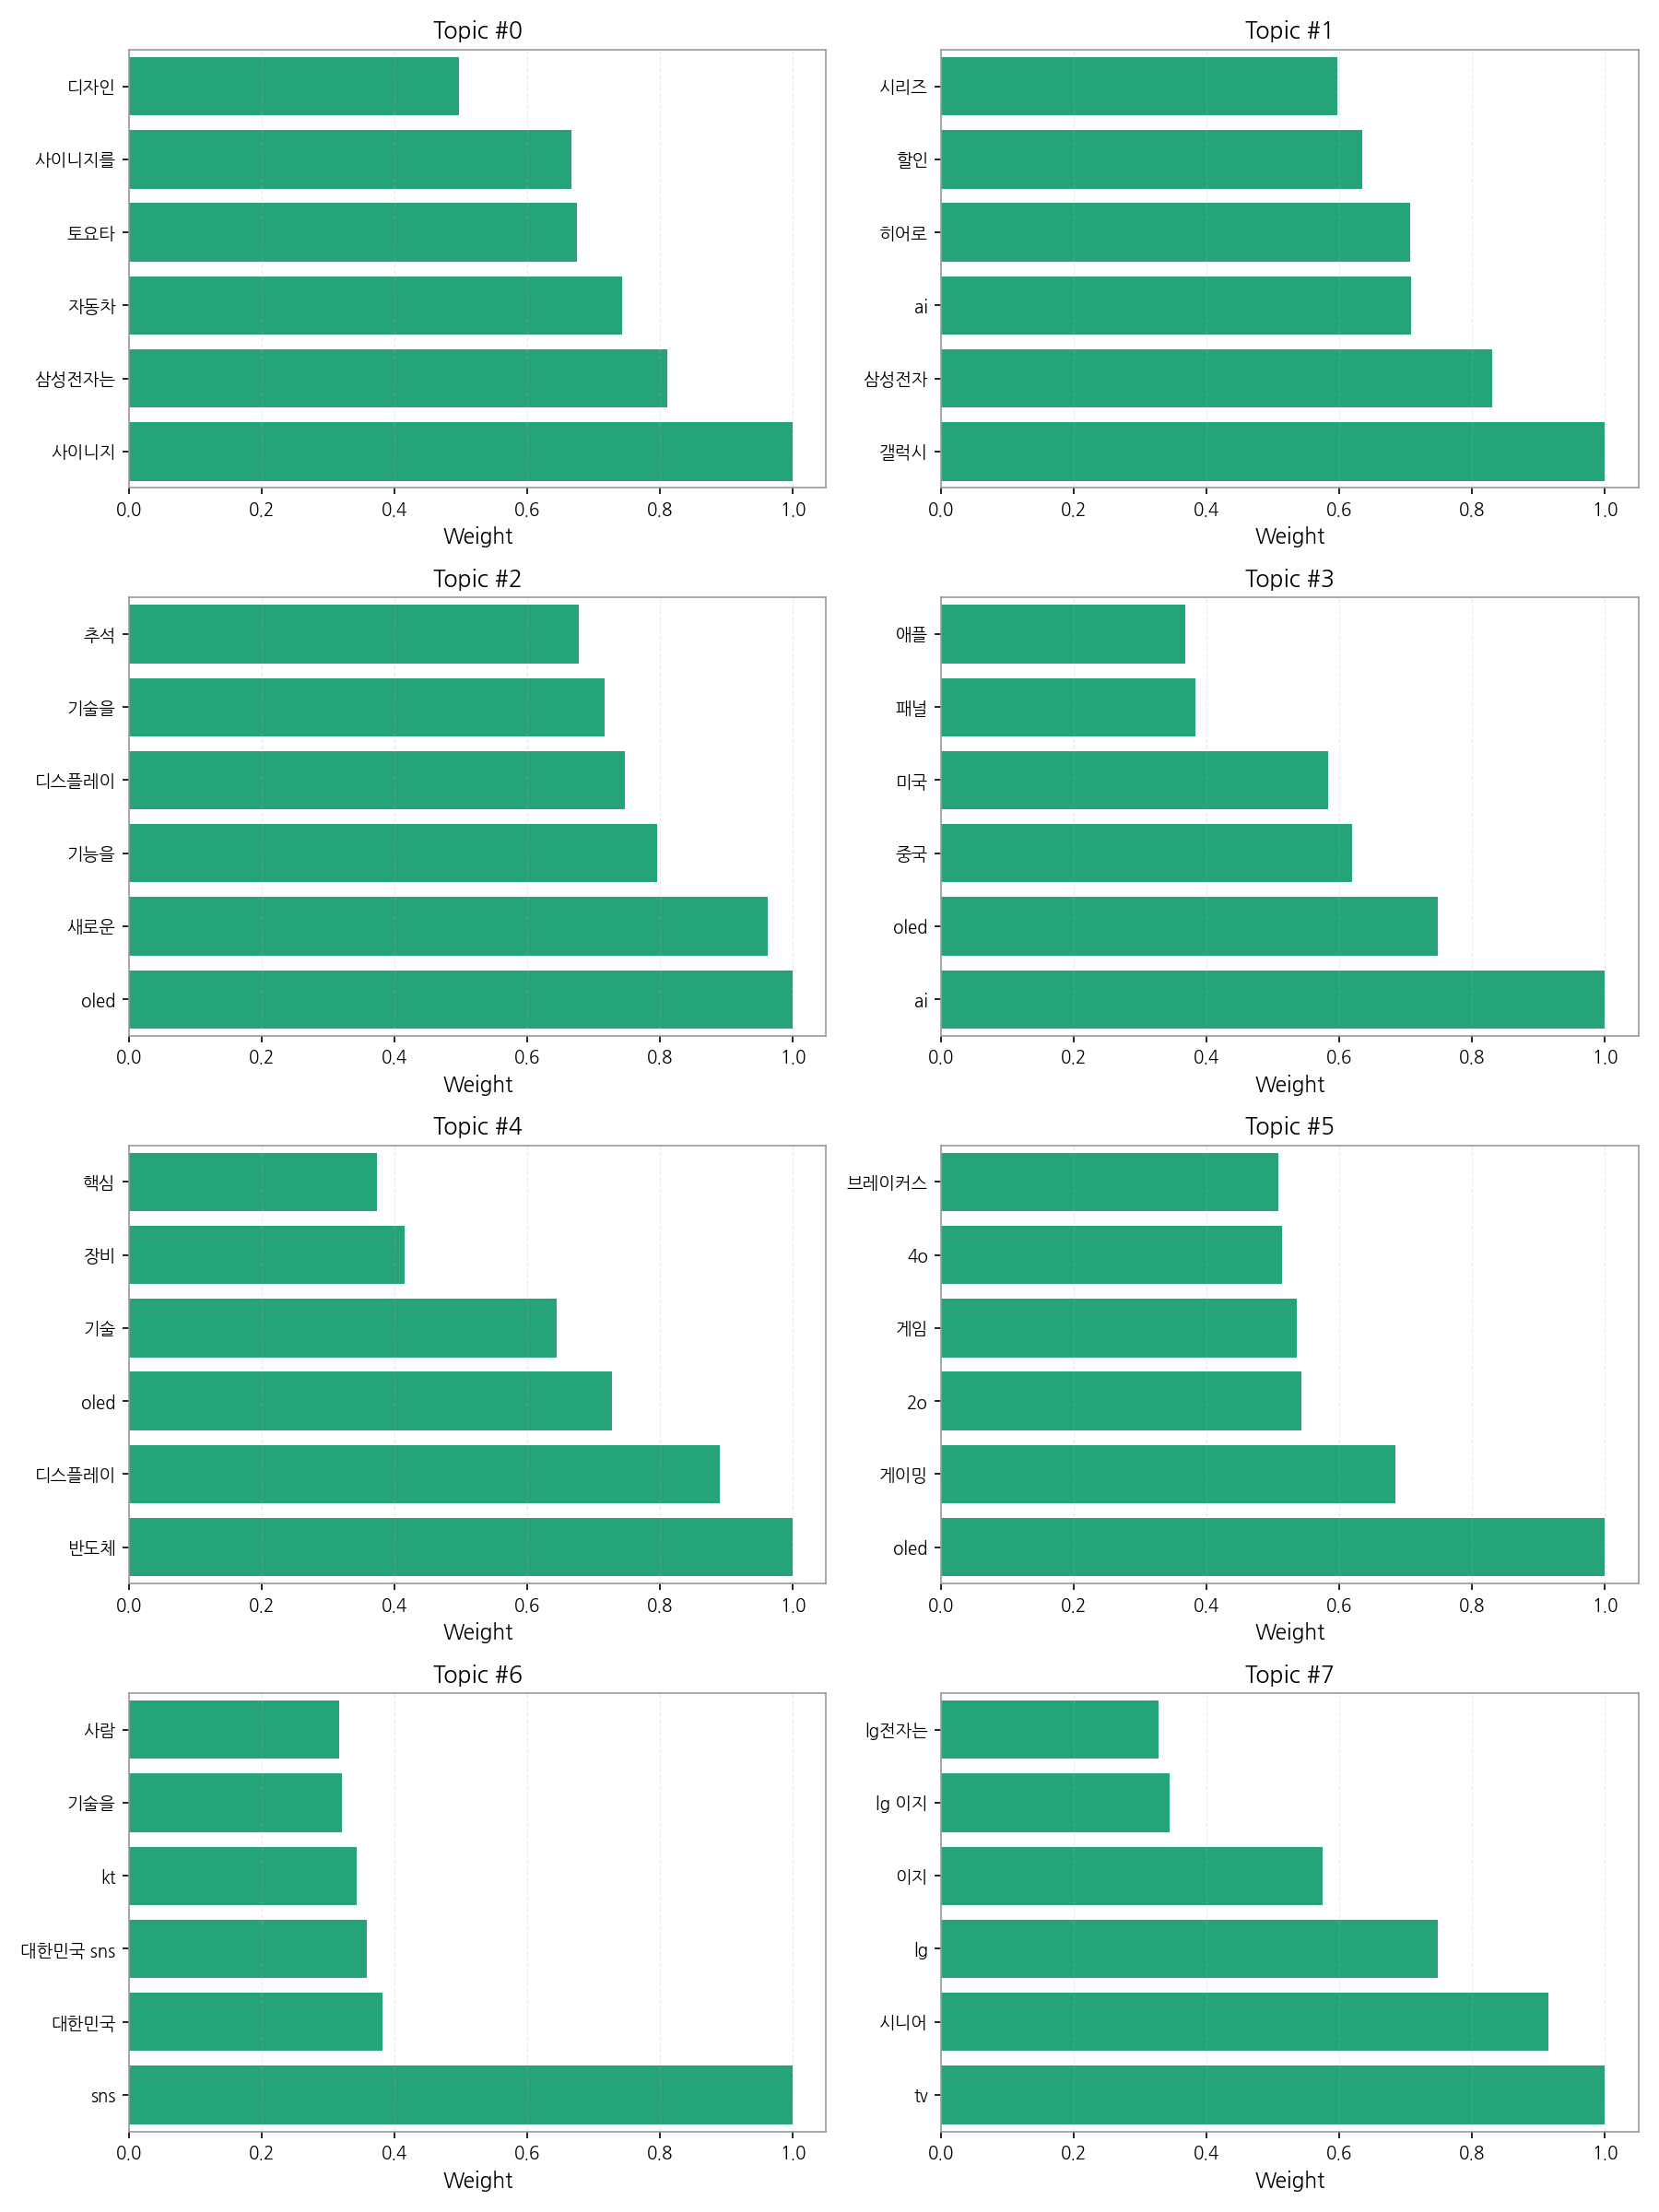 Topic #0
디자인
사이니지를
토요타
자동차
삼성전자는
사이니지
0.0 0.2 0.4 0.6 0.8 1.0
Weight
Topic #1
시리즈
할인
히어로
ai
삼성전자
갤럭시
0.0 0.2 0.4 0.6 0.8 1.0
Weight
Topic #2
추석
기술을
디스플레이
기능을
새로운
oled
0.0 0.2 0.4 0.6 0.8 1.0
Weight
Topic #3
애플
패널
미국
중국
oled
ai
0.0 0.2 0.4 0.6 0.8 1.0
Weight
Topic #4
핵심
장비
기술
oled
디스플레이
반도체
0.0 0.2 0.4 0.6 0.8 1.0
Weight
Topic #5
브레이커스
4o
게임
2o
게이밍
oled
0.0 0.2 0.4 0.6 0.8 1.0
Weight
Topic #6
사람
기술을
kt
대한민국 sns
대한민국
sns
0.0 0.2 0.4 0.6 0.8 1.0
Weight
Topic #7
lg전자는
lg 이지
이지
lg
시니어
tv
0.0 0.2 0.4 0.6 0.8 1.0
Weight